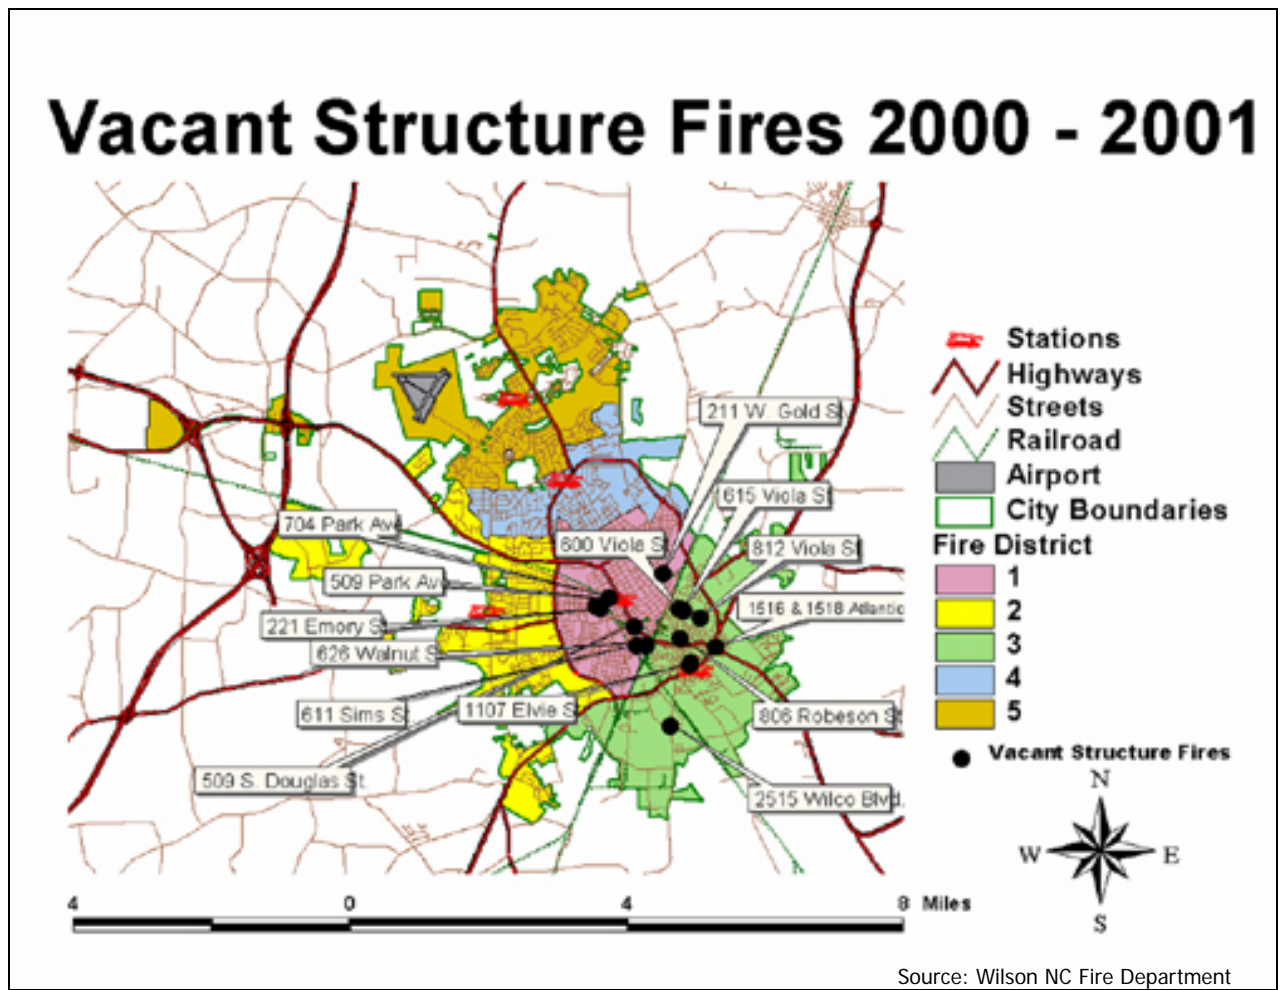 Vacant Structure Fires 2000 - 2001
211 W. Gold St
615 Viola St
704 Park Ave
600 Viola St
812 Viola St
509 Park Av
1516 & 1518 Atlantic
221 Emory St
626 Walnut S
611 Sims St
1107 Elvie St
806 Robeson St
509 S. Douglas St.
2515 Wilco Blvd.
Stations
Highways
Streets
Railroad
Airport
City Boundaries
Fire District
1
2
3
4
5
Vacant Structure Fires
N
W E
S
4 0 4 8 Miles
Source: Wilson NC Fire Department